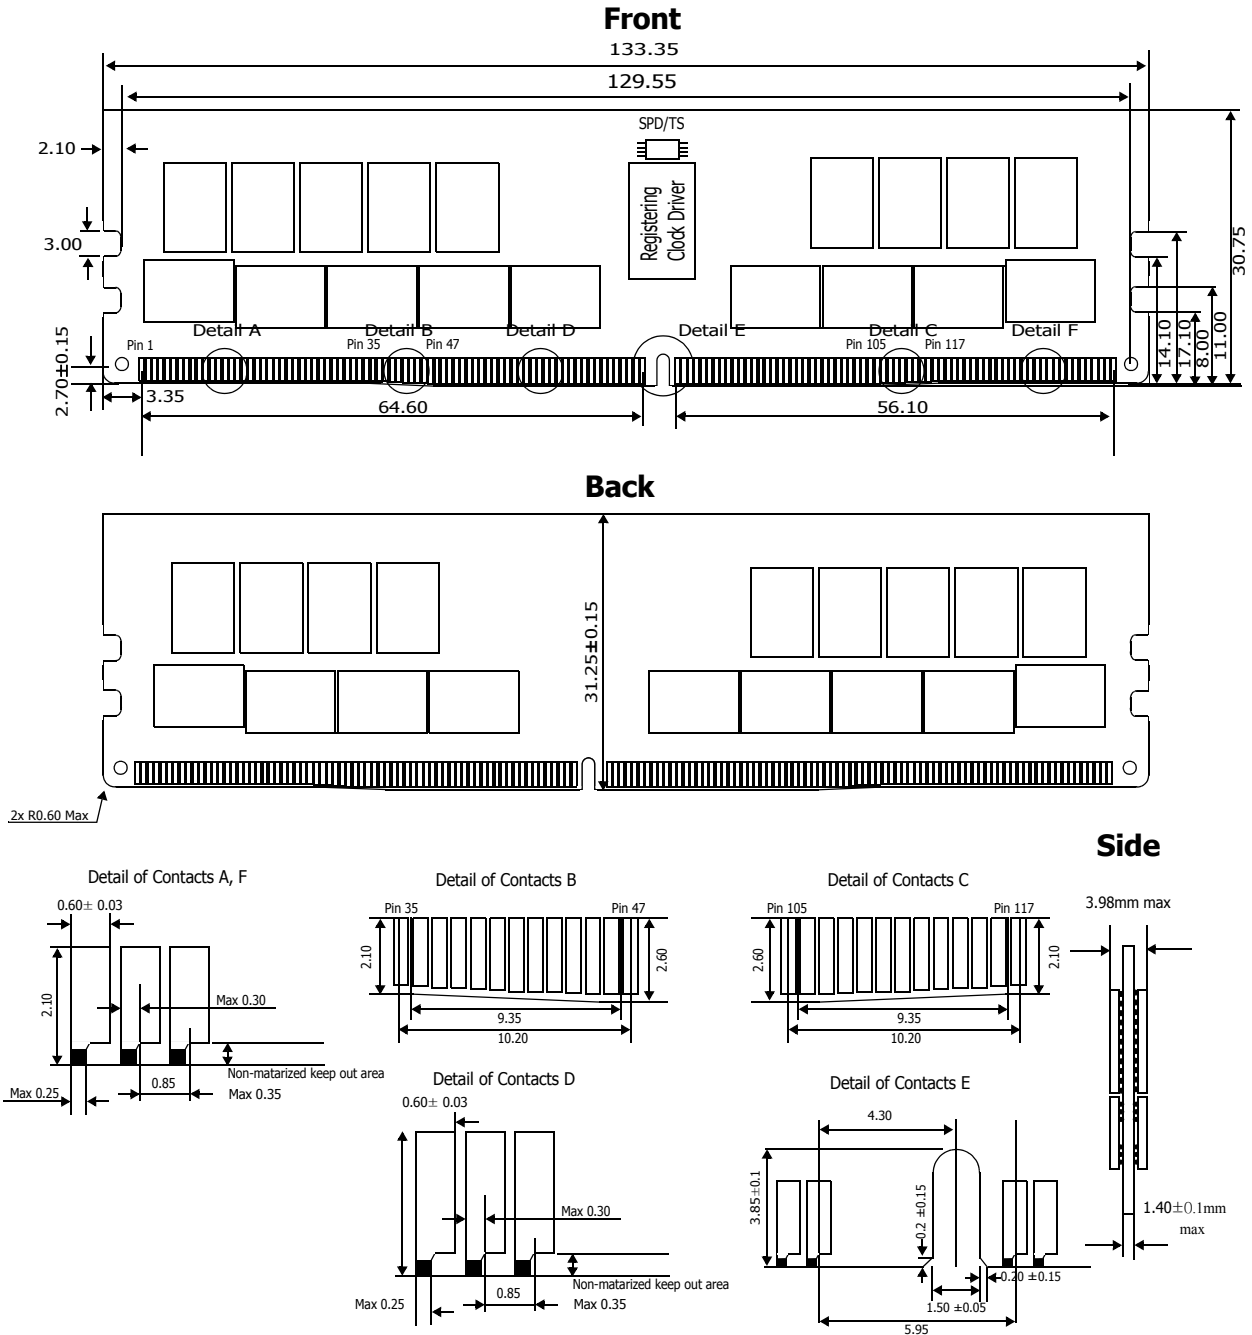 Front
133.35
129.55
SPD/TS
2.10
Registering
Clock Driver
3.00
30.75
14.10
17.10
8.00
11.00
Detail A
Detail B
Detail D
Detail E
Detail C
Detail F
Pin 1
Pin 35
Pin 47
Pin 105
Pin 117
2.70±0.15
3.35
64.60
56.10
Back
31.25±0.15
2x R0.60 Max
Side
Detail of Contacts A, F
0.60± 0.03
2.10
Max 0.30
Non-matarized keep out area
Max 0.25
0.85
Max 0.35
Detail of Contacts B
Pin 35
Pin 47
2.10
2.60
9.35
10.20
Detail of Contacts C
Pin 105
Pin 117
2.60
2.10
9.35
10.20
3.98mm max
1.40±0.1mm
max
Detail of Contacts D
0.60± 0.03
Max 0.30
Non-matarized keep out area
Max 0.25
0.85
Max 0.35
Detail of Contacts E
4.30
3.85±0.1
0.2 ±0.15
0.20 ±0.15
1.50 ±0.05
5.95